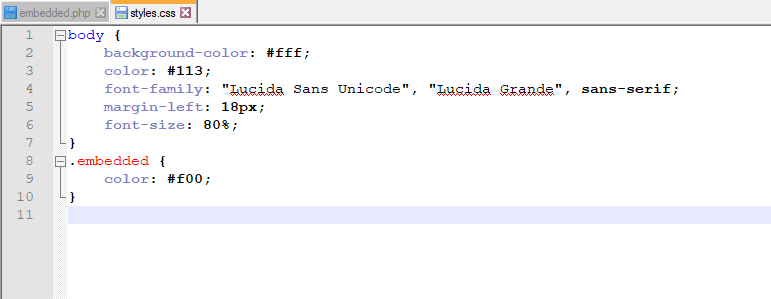 embedded.php styles.css
1 body {
2 background-color: #fff;
3 color: #113;
4 font-family: "Lucida Sans Unicode", "Lucida Grande", sans-serif;
5 margin-left: 18px;
6 font-size: 80%;
7 }
8 .embedded {
9 color: #f00;
10 }
11